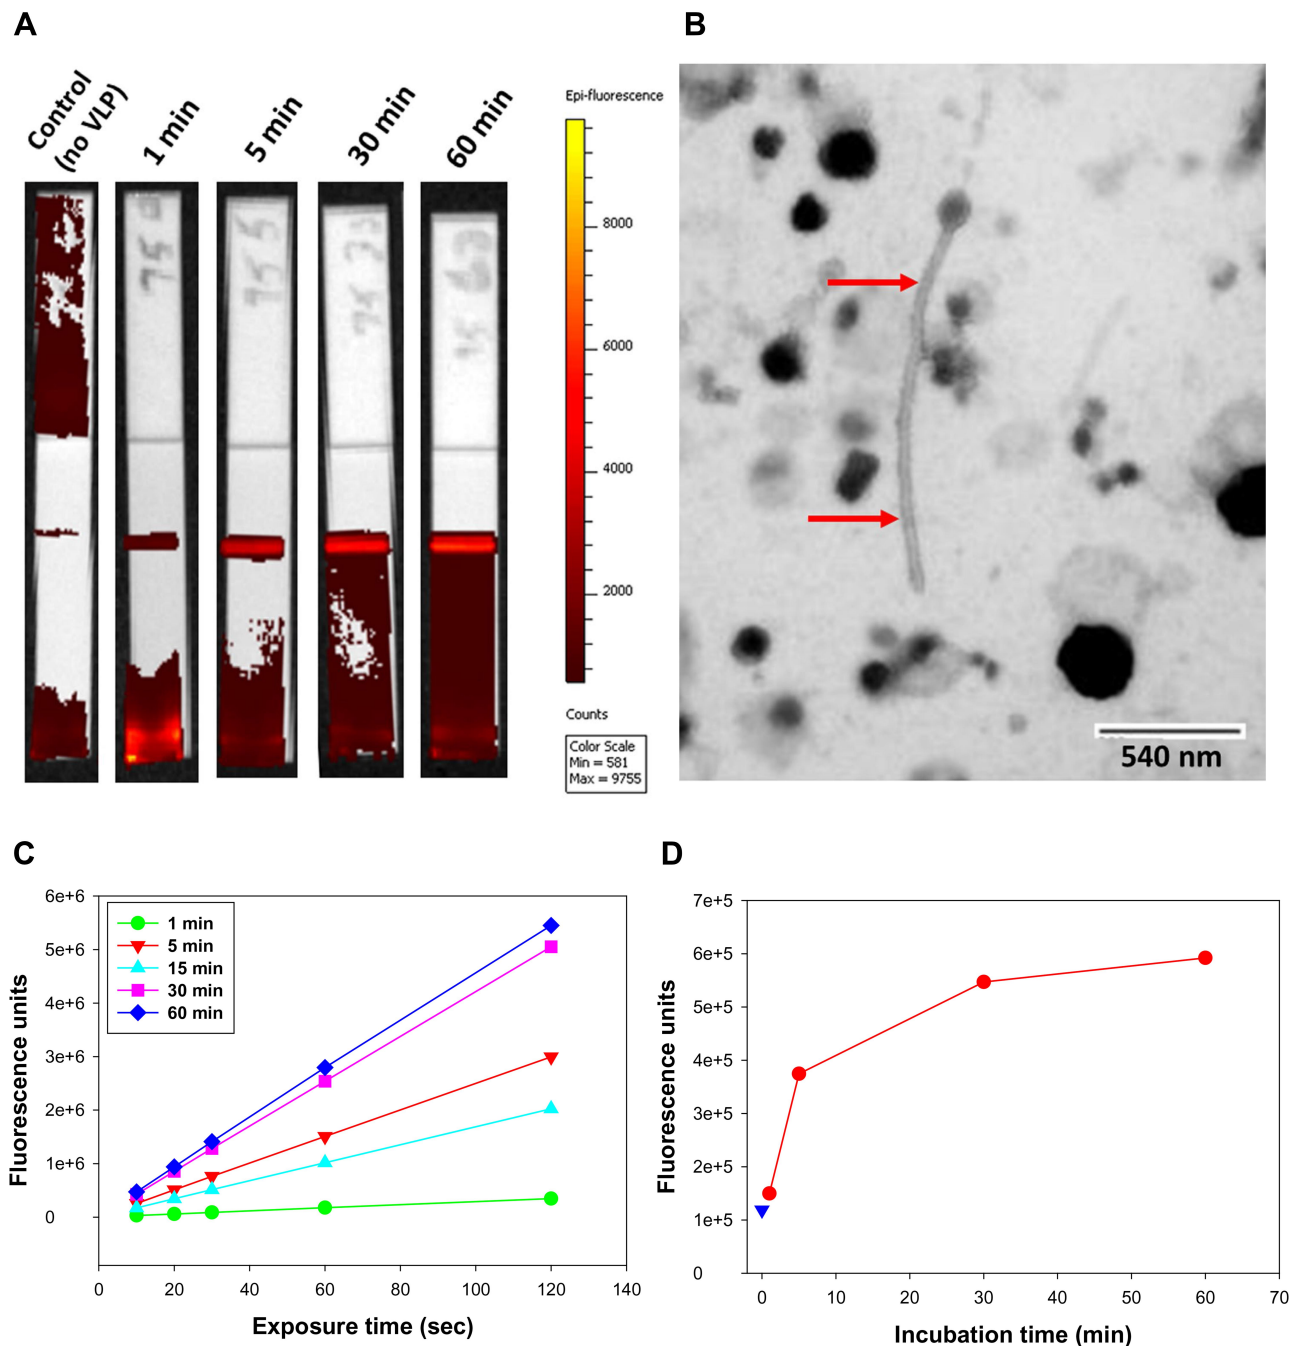 A
B
Control
(no VLP)
1 min
5 min
30 min
60 min
Epi-fluorescence
8000
6000
4000
2000
Counts
Color Scale
Min = 581
Max = 9755
540 nm
C
Fluorescence units
6e+6
5e+6
4e+6
3e+6
2e+6
1e+6
0
1 min
5 min
15 min
30 min
60 min
0 20 40 60 80 100 120 140
Exposure time (sec)
D
Fluorescence units
7e+5
6e+5
5e+5
4e+5
3e+5
2e+5
1e+5
0
0 10 20 30 40 50 60 70
Incubation time (min)